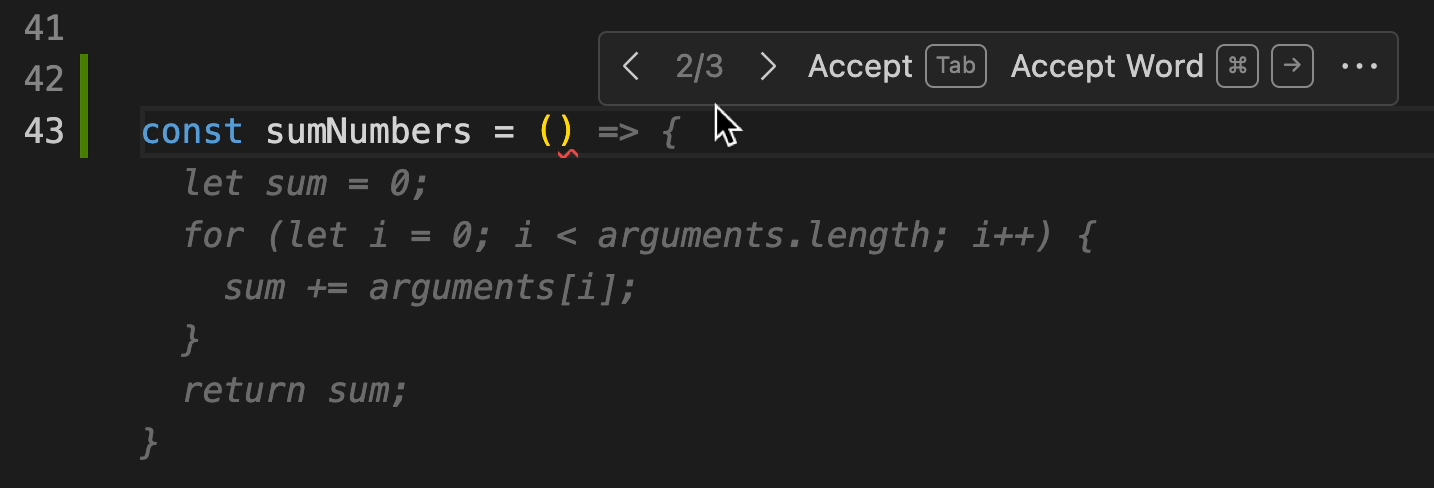 41
2/3 Accept Tab Accept Word ⌘ → ···
42
43 const sumNumbers = () => {
let sum = 0;
for (let i = 0; i < arguments.length; i++) {
sum += arguments[i];
}
return sum;
}